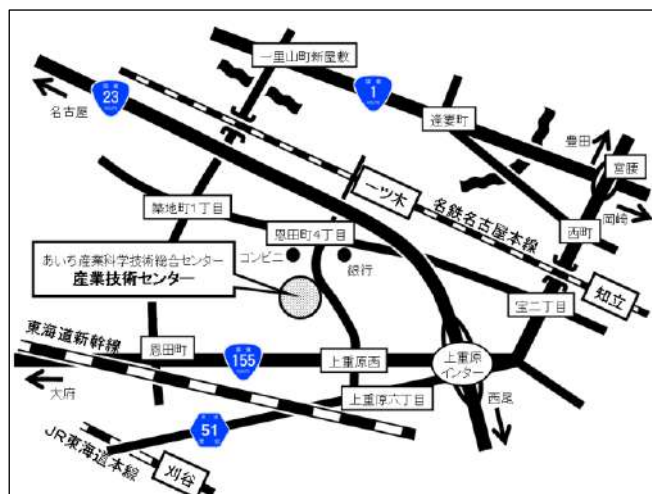 一里山町新屋敷
23
名古屋
1
逢妻町
豊田
宮腰
岡崎
一ツ木
名鉄名古屋本線
西町
築地町1丁目
恩田町4丁目
あいち産業科学技術総合センター
産業技術センター
コンビニ
銀行
知立
宝二丁目
東海道新幹線
恩田町
155
上重原西
上重原
インター
大府
上重原六丁目
西尾
51
JR東海道本線
刈谷